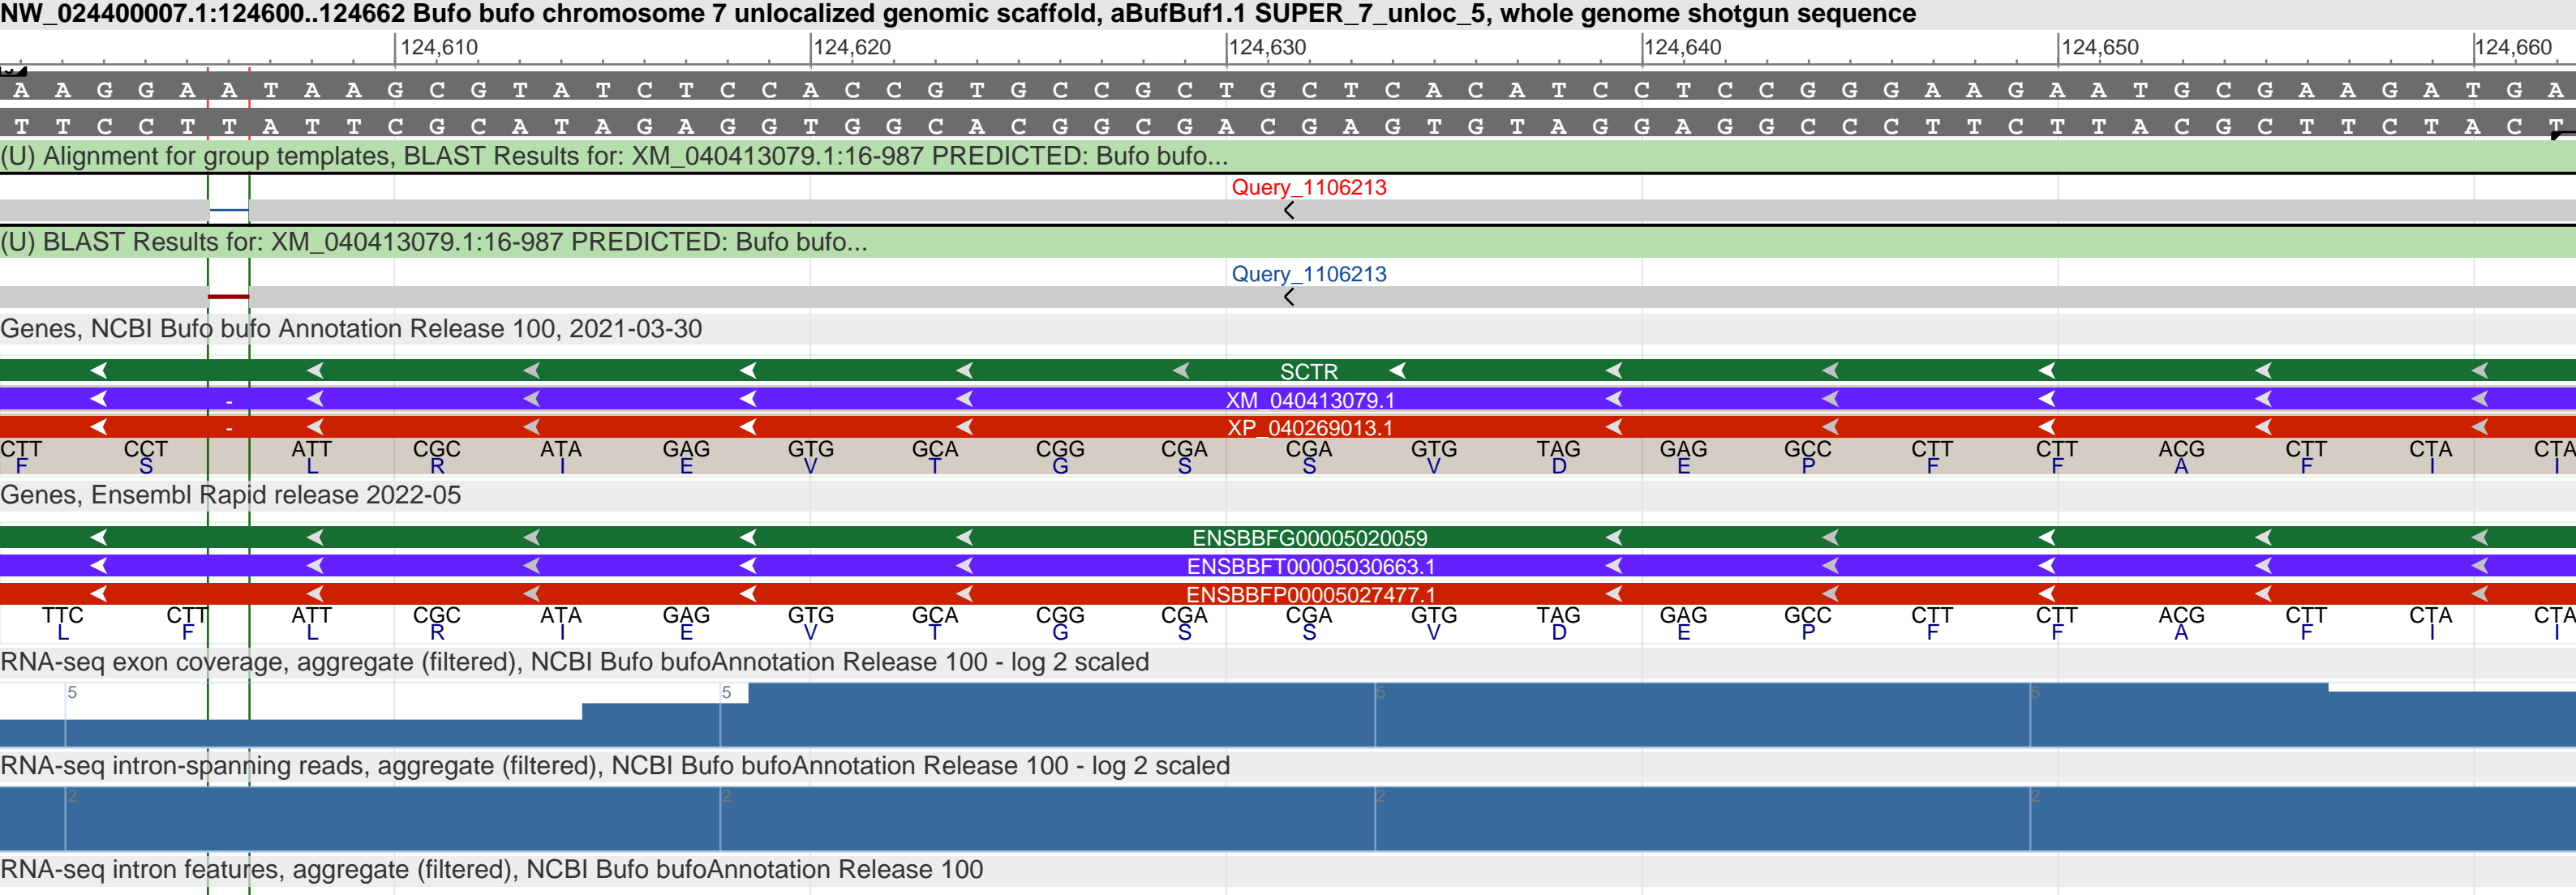 NW_024400007.1:124600..124662 Bufo bufo chromosome 7 unlocalized genomic scaffold, aBufBuf1.1 SUPER_7_unloc_5, whole genome shotgun sequence
124,610 124,620 124,630 124,640 124,650 124,660
A A G G A A T A A G C G T A T C T C C A C C G T G C C G C T G C T C A C A T C C T C C G G G A A G A A T G C G A A G A T G A
T T C C T T A T T C G C A T A G A G G T G G C A C G G C G A C G A G T G T A G G A G G C C C T T C T T A C G C T T C T A C T
(U) Alignment for group templates, BLAST Results for: XM_040413079.1:16-987 PREDICTED: Bufo bufo...
Query_1106213
(U) BLAST Results for: XM_040413079.1:16-987 PREDICTED: Bufo bufo...
Query_1106213
Genes, NCBI Bufo bufo Annotation Release 100, 2021-03-30
SCTR
- XM_040413079.1
- XP_040269013.1
CTT CCT ATT CGC ATA GAG GTG GCA CGG CGA CGA GTG TAG GAG GCC CTT CTT ACG CTT CTA CTA
F S L R I E V T G S S V D E P F F A F I I
Genes, Ensembl Rapid release 2022-05
ENSBBFG00005020059
ENSBBFT00005030663.1
ENSBBFP00005027477.1
TTC CTT ATT CGC ATA GAG GTG GCA CGG CGA CGA GTG TAG GAG GCC CTT CTT ACG CTT CTA CTA
L F L R I E V T G S S V D E P F F A F I I
RNA-seq exon coverage, aggregate (filtered), NCBI Bufo bufoAnnotation Release 100 - log 2 scaled
5 5 5 5
RNA-seq intron-spanning reads, aggregate (filtered), NCBI Bufo bufoAnnotation Release 100 - log 2 scaled
2 2 2 2
RNA-seq intron features, aggregate (filtered), NCBI Bufo bufoAnnotation Release 100